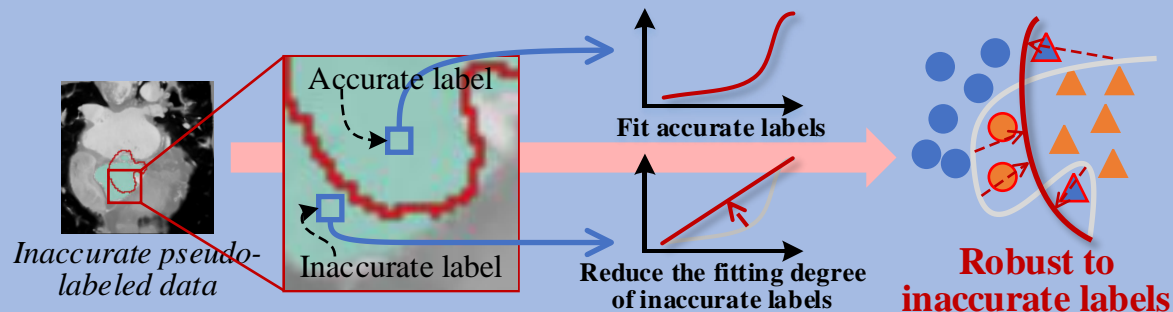 Inaccurate pseudo-
labeled data
Accurate label
Inaccurate label
Fit accurate labels
Reduce the fitting degree
of inaccurate labels
Robust to
inaccurate labels